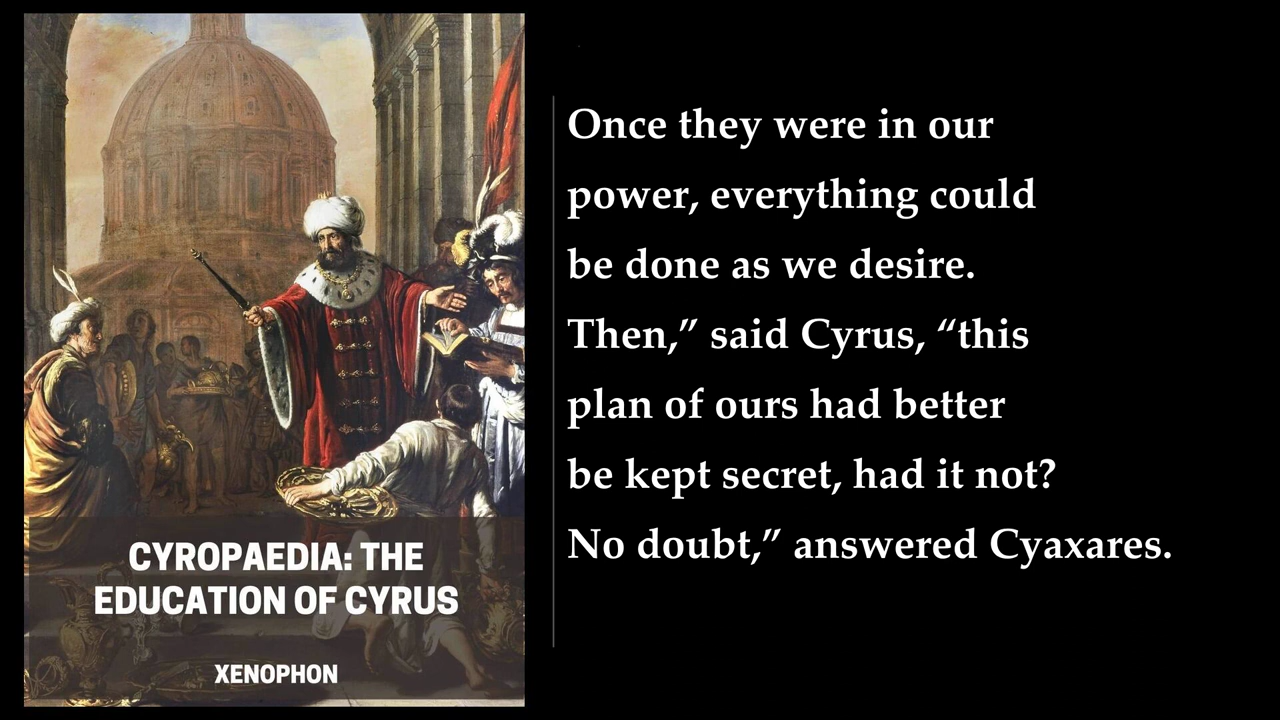 CYROPAEDIA: THE
EDUCATION OF CYRUS
XENOPHON
Once they were in our
power, everything could
be done as we desire.
Then,” said Cyrus, “this
plan of ours had better
be kept secret, had it not?
No doubt,” answered Cyaxares.